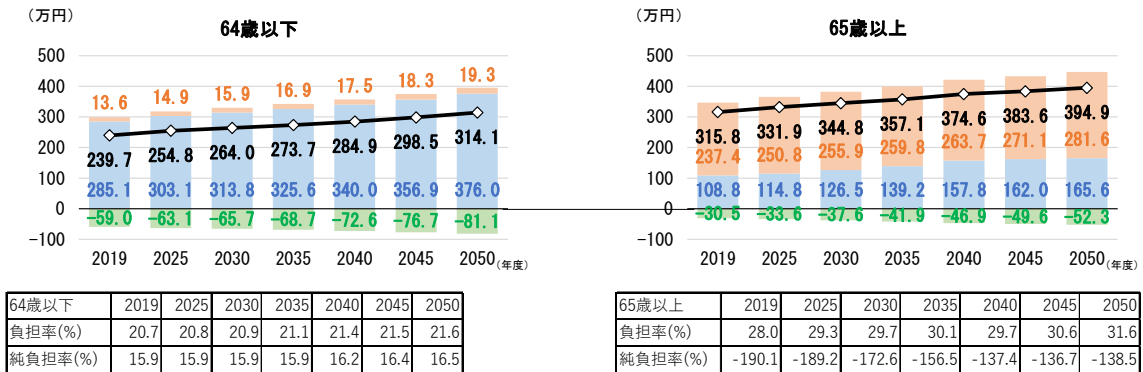 (万円)
64歳以下
500
400
300
200
100
0
-100
13.6 14.9 15.9 16.9 17.5 18.3 19.3
239.7 254.8 264.0 273.7 284.9 298.5 314.1
285.1 303.1 313.8 325.6 340.0 356.9 376.0
-59.0 -63.1 -65.7 -68.7 -72.6 -76.7 -81.1
2019 2025 2030 2035 2040 2045 2050 (年度)
64歳以下 2019 2025 2030 2035 2040 2045 2050
負担率(%) 20.7 20.8 20.9 21.1 21.4 21.5 21.6
純負担率(%) 15.9 15.9 15.9 15.9 16.2 16.4 16.5
(万円)
65歳以上
500
400
300
200
100
0
-100
315.8 331.9 344.8 357.1 374.6 383.6 394.9
237.4 250.8 255.9 259.8 263.7 271.1 281.6
108.8 114.8 126.5 139.2 157.8 162.0 165.6
-30.5 -33.6 -37.6 -41.9 -46.9 -49.6 -52.3
2019 2025 2030 2035 2040 2045 2050 (年度)
65歳以上 2019 2025 2030 2035 2040 2045 2050
負担率(%) 28.0 29.3 29.7 30.1 29.7 30.6 31.6
純負担率(%) -190.1 -189.2 -172.6 -156.5 -137.4 -136.7 -138.5